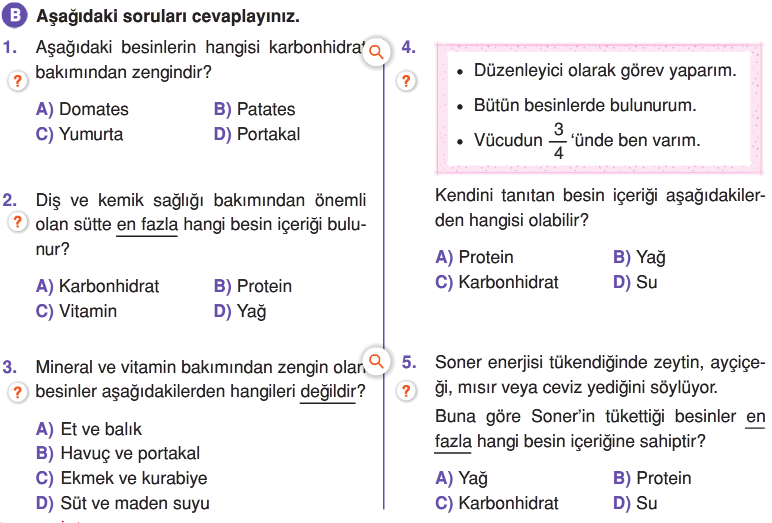 B Aşağıdaki soruları cevaplayınız.
1. Aşağıdaki besinlerin hangisi karbonhidrat
bakımından zengindir?
?
A) Domates B) Patates
C) Yumurta D) Portakal
2. Diş ve kemik sağlığı bakımından önemli
? olan sütte en fazla hangi besin içeriği bulu-
nur?
A) Karbonhidrat B) Protein
C) Vitamin D) Yağ
3. Mineral ve vitamin bakımından zengin olan
? besinler aşağıdakilerden hangileri değildir?
A) Et ve balık
B) Havuç ve portakal
C) Ekmek ve kurabiye
D) Süt ve maden suyu
4.
?
• Düzenleyici olarak görev yaparım.
• Bütün besinlerde bulunurum.
• Vücudun 3/4 ‘ünde ben varım.
Kendini tanıtan besin içeriği aşağıdakiler-
den hangisi olabilir?
A) Protein B) Yağ
C) Karbonhidrat D) Su
5. Soner enerjisi tükendiğinde zeytin, ayçiçe-
? ği, mısır veya ceviz yediğini söylüyor.
Buna göre Soner’in tükettiği besinler en
fazla hangi besin içeriğine sahiptir?
A) Yağ B) Protein
C) Karbonhidrat D) Su